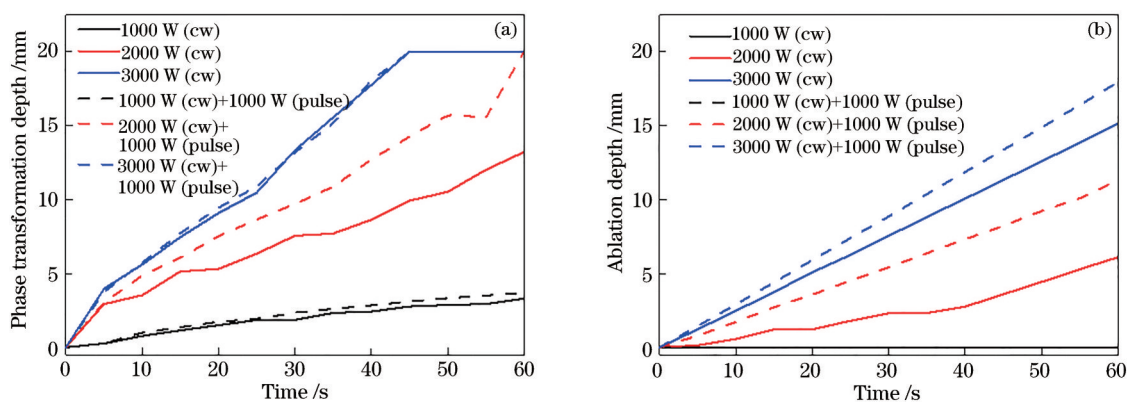 (a)
1000 W (cw)
2000 W (cw)
3000 W (cw)
1000 W (cw)+1000 W (pulse)
2000 W (cw)+
1000 W (pulse)
3000 W (cw)+
1000 W (pulse)
Phase transformation depth /mm
20
15
10
5
0
0 10 20 30 40 50 60
Time /s
(b)
1000 W (cw)
2000 W (cw)
3000 W (cw)
1000 W (cw)+1000 W (pulse)
2000 W (cw)+1000 W (pulse)
3000 W (cw)+1000 W (pulse)
Ablation depth /mm
20
15
10
5
0
0 10 20 30 40 50 60
Time /s